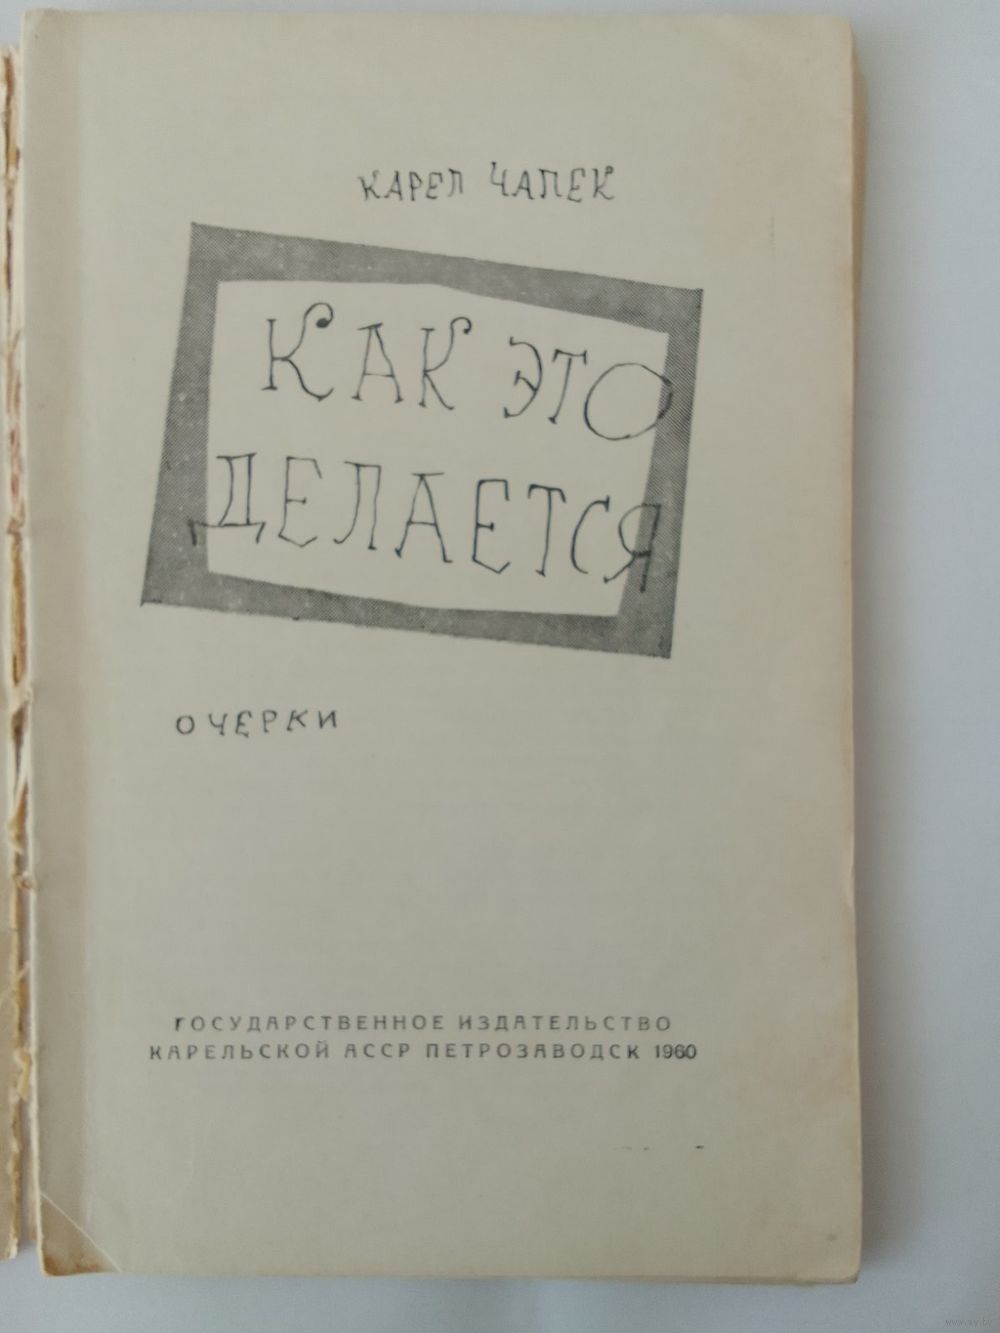 КАРЕЛ ЧАПЕК
КАК ЭТО
ДЕЛАЕТСЯ
ОЧЕРКИ
ГОСУДАРСТВЕННОЕ ИЗДАТЕЛЬСТВО
КАРЕЛЬСКОЙ АССР ПЕТРОЗАВОДСК 1960